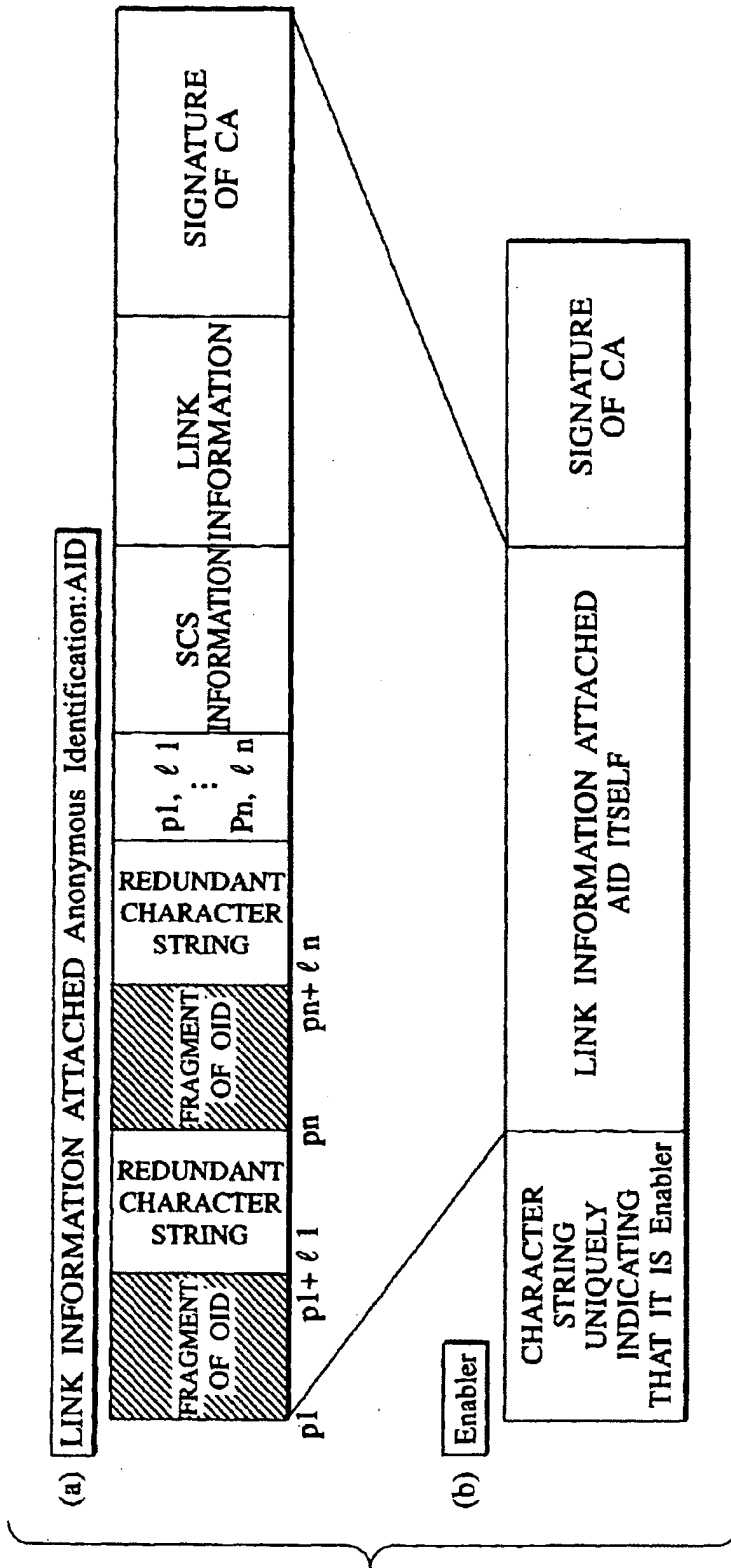 (a) LINK INFORMATION ATTACHED Anonymous Identification:AID
FRAGMENT
OF OID
REDUNDANT
CHARACTER
STRING
FRAGMENT
OF OID
REDUNDANT
CHARACTER
STRING
p1, ℓ 1
⋮
Pn, ℓ n
SCS
INFORMATION
LINK
INFORMATION
SIGNATURE
OF CA
p1
p1+ ℓ 1
pn
pn+ ℓ n
(b) Enabler
CHARACTER
STRING
UNIQUELY
INDICATING
THAT IT IS Enabler
LINK INFORMATION ATTACHED
AID ITSELF
SIGNATURE
OF CA